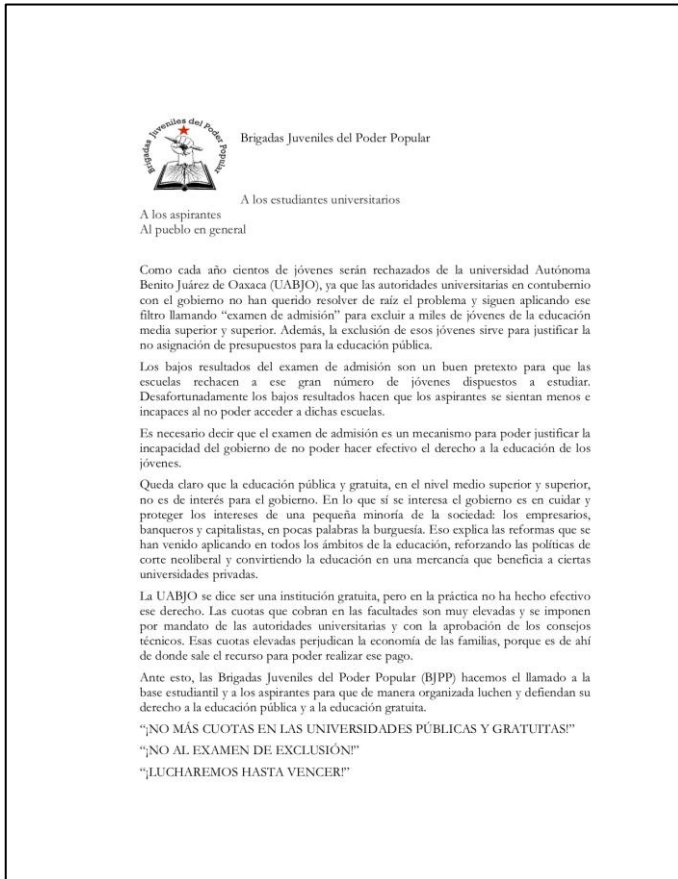 Brigadas Juveniles del Poder Popular
Brigadas Juveniles del Poder Popular
A los estudiantes universitarios
A los aspirantes
Al pueblo en general
Como cada año cientos de jóvenes serán rechazados de la universidad Autónoma
Benito Juárez de Oaxaca (UABJO), ya que las autoridades universitarias en contubernio
con el gobierno no han querido resolver de raíz el problema y siguen aplicando ese
filtro llamando “examen de admisión” para excluir a miles de jóvenes de la educación
media superior y superior. Además, la exclusión de esos jóvenes sirve para justificar la
no asignación de presupuestos para la educación pública.
Los bajos resultados del examen de admisión son un buen pretexto para que las
escuelas rechacen a ese gran número de jóvenes dispuestos a estudiar.
Desafortunadamente los bajos resultados hacen que los aspirantes se sientan menos e
incapaces al no poder acceder a dichas escuelas.
Es necesario decir que el examen de admisión es un mecanismo para poder justificar la
incapacidad del gobierno de no poder hacer efectivo el derecho a la educación de los
jóvenes.
Queda claro que la educación pública y gratuita, en el nivel medio superior y superior,
no es de interés para el gobierno. En lo que sí se interesa el gobierno es en cuidar y
proteger los intereses de una pequeña minoría de la sociedad: los empresarios,
banqueros y capitalistas, en pocas palabras la burguesía. Eso explica las reformas que se
han venido aplicando en todos los ámbitos de la educación, reforzando las políticas de
corte neoliberal y convirtiendo la educación en una mercancía que beneficia a ciertas
universidades privadas.
La UABJO se dice ser una institución gratuita, pero en la práctica no ha hecho efectivo
ese derecho. Las cuotas que cobran en las facultades son muy elevadas y se imponen
por mandato de las autoridades universitarias y con la aprobación de los consejos
técnicos. Esas cuotas elevadas perjudican la economía de las familias, porque es de ahí
de donde sale el recurso para poder realizar ese pago.
Ante esto, las Brigadas Juveniles del Poder Popular (BJPP) hacemos el llamado a la
base estudiantil y a los aspirantes para que de manera organizada luchen y defiendan su
derecho a la educación pública y a la educación gratuita.
“¡NO MÁS CUOTAS EN LAS UNIVERSIDADES PÚBLICAS Y GRATUITAS!”
“¡NO AL EXAMEN DE EXCLUSIÓN!”
“¡LUCHAREMOS HASTA VENCER!”